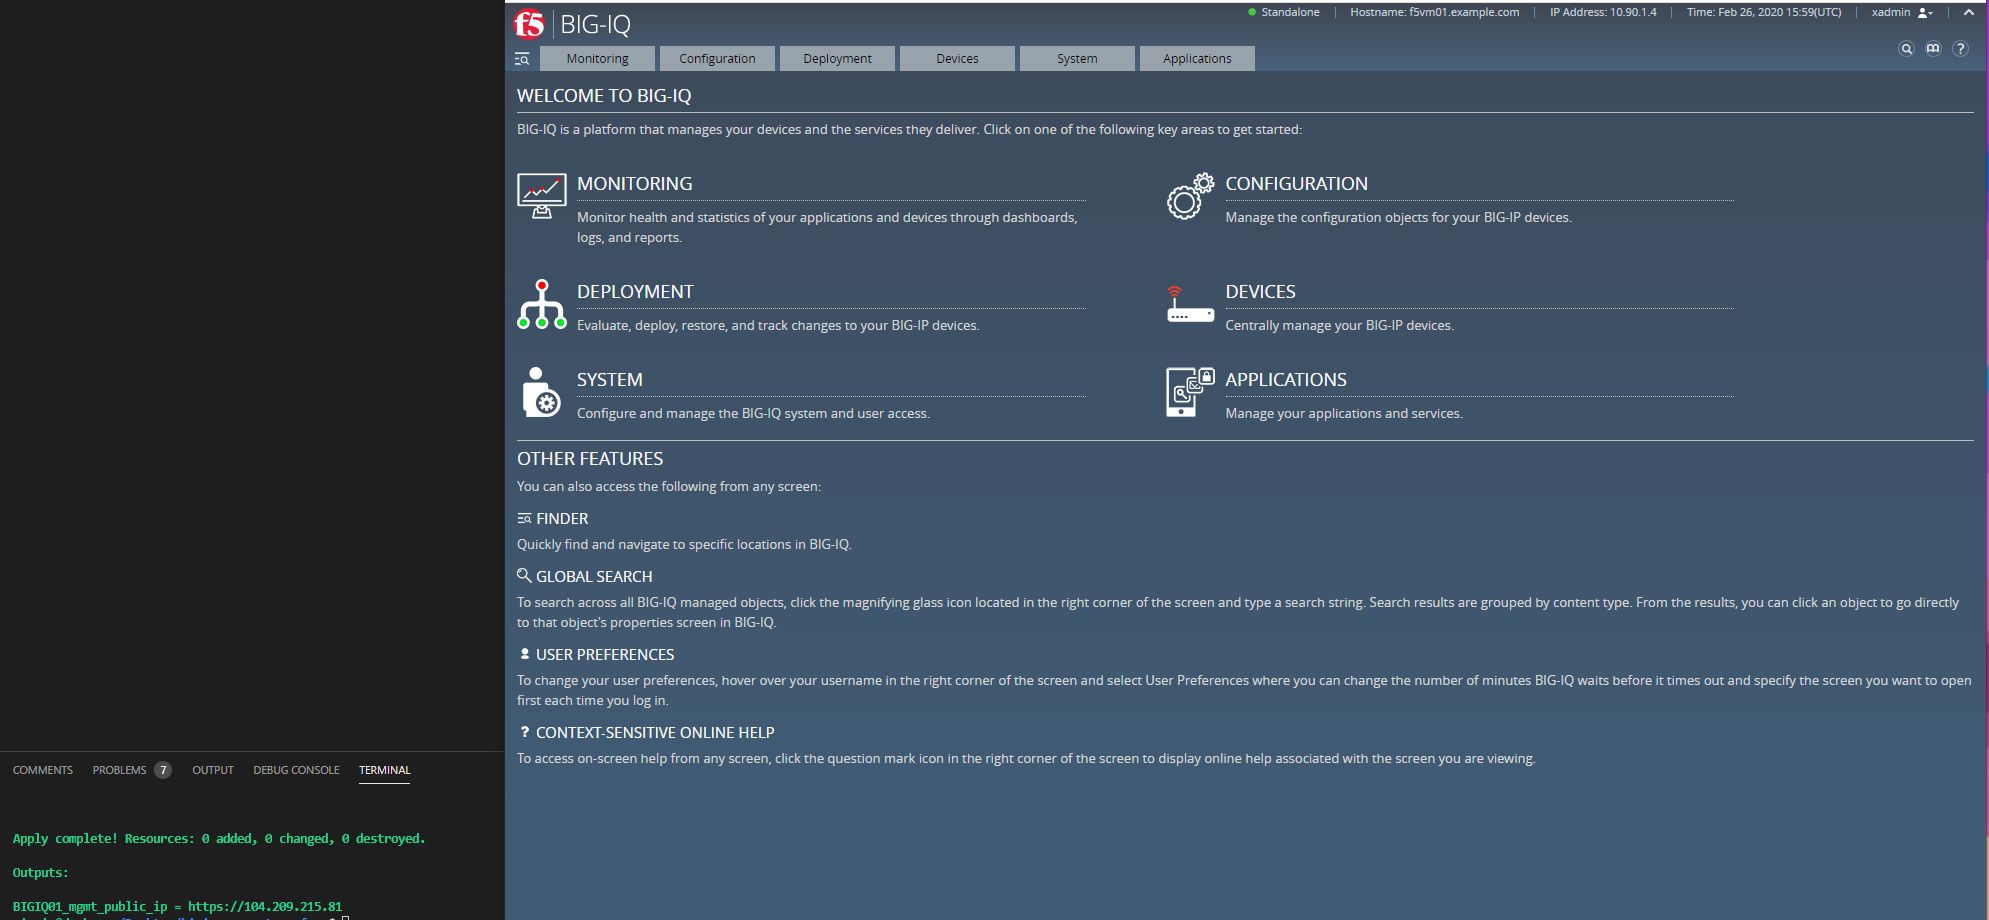 f5 BIG-IQ
Standalone | Hostname: f5vm01.example.com | IP Address: 10.90.1.4 | Time: Feb 26, 2020 15:59(UTC) | xadmin
Monitoring Configuration Deployment Devices System Applications
WELCOME TO BIG-IQ
BIG-IQ is a platform that manages your devices and the services they deliver. Click on one of the following key areas to get started:
MONITORING
Monitor health and statistics of your applications and devices through dashboards,
logs, and reports.
CONFIGURATION
Manage the configuration objects for your BIG-IP devices.
DEPLOYMENT
Evaluate, deploy, restore, and track changes to your BIG-IP devices.
DEVICES
Centrally manage your BIG-IP devices.
SYSTEM
Configure and manage the BIG-IQ system and user access.
APPLICATIONS
Manage your applications and services.
OTHER FEATURES
You can also access the following from any screen:
FINDER
Quickly find and navigate to specific locations in BIG-IQ.
GLOBAL SEARCH
To search across all BIG-IQ managed objects, click the magnifying glass icon located in the right corner of the screen and type a search string. Search results are grouped by content type. From the results, you can click an object to go directly
to that object's properties screen in BIG-IQ.
USER PREFERENCES
To change your user preferences, hover over your username in the right corner of the screen and select User Preferences where you can change the number of minutes BIG-IQ waits before it times out and specify the screen you want to open
first each time you log in.
? CONTEXT-SENSITIVE ONLINE HELP
To access on-screen help from any screen, click the question mark icon in the right corner of the screen to display online help associated with the screen you are viewing.
COMMENTS PROBLEMS 7 OUTPUT DEBUG CONSOLE TERMINAL
Apply complete! Resources: 0 added, 0 changed, 0 destroyed.
Outputs:
BIGIQ01_mgmt_public_ip = https://104.209.215.81